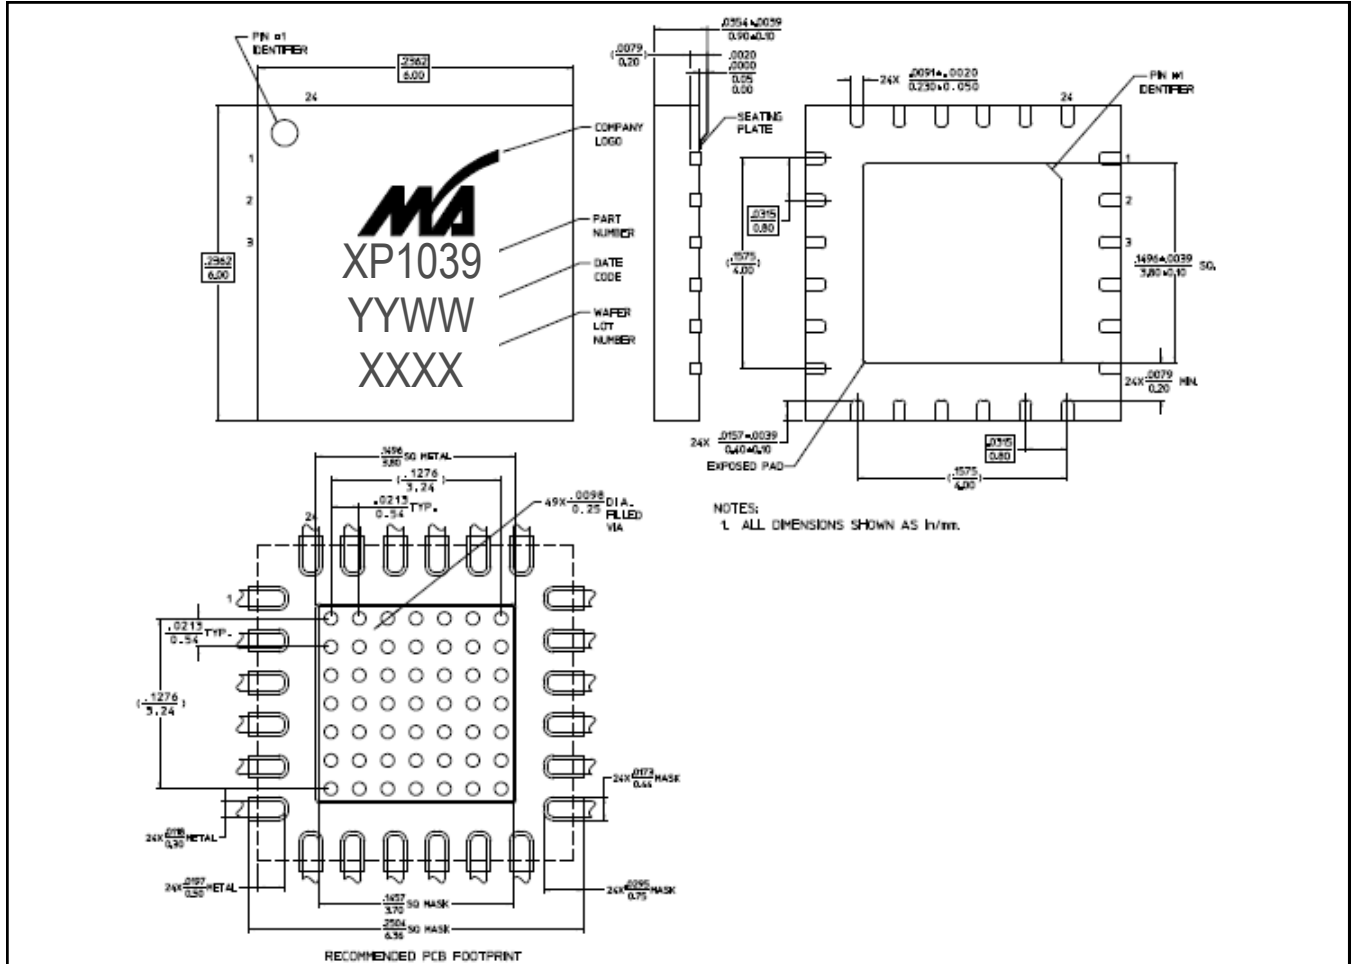 PIN #1
IDENTIFIER
.2362
6.00
24
1
2
3
.2362
6.00
MA
XP1039
YYWW
XXXX
COMPANY
LOGO
PART
NUMBER
DATE
CODE
WAFER
LOT
NUMBER
.0354±.0039
0.90±0.10
(.0079
0.20)
.0020
.0000
0.05
0.00
SEATING
PLATE
24X .0091±.0020
0.230±0.050
24
PIN #1
IDENTIFIER
1
2
3
.0315
0.80
(.1575
4.00)
.1496±.0039 SQ.
3.80±0.10
24X .0079 MIN.
0.20
24X .0157±.0039
0.40±0.10
EXPOSED PAD
.0315
0.80
(.1575
4.00)
NOTES:
1. ALL DIMENSIONS SHOWN AS in/mm.
.1496 SQ METAL
3.80
(.1276
3.24)
.0213 TYP.
0.54
49X .0098 DIA.
0.25 FILLED
VIA
24
1
.0213 TYP.
0.54
(.1276
3.24)
24X .0118 METAL
0.30
24X .0197 METAL
0.50
24X .0173 MASK
0.44
24X .0295 MASK
0.75
.1457 SQ MASK
3.70
.2504 SQ MASK
6.36
RECOMMENDED PCB FOOTPRINT